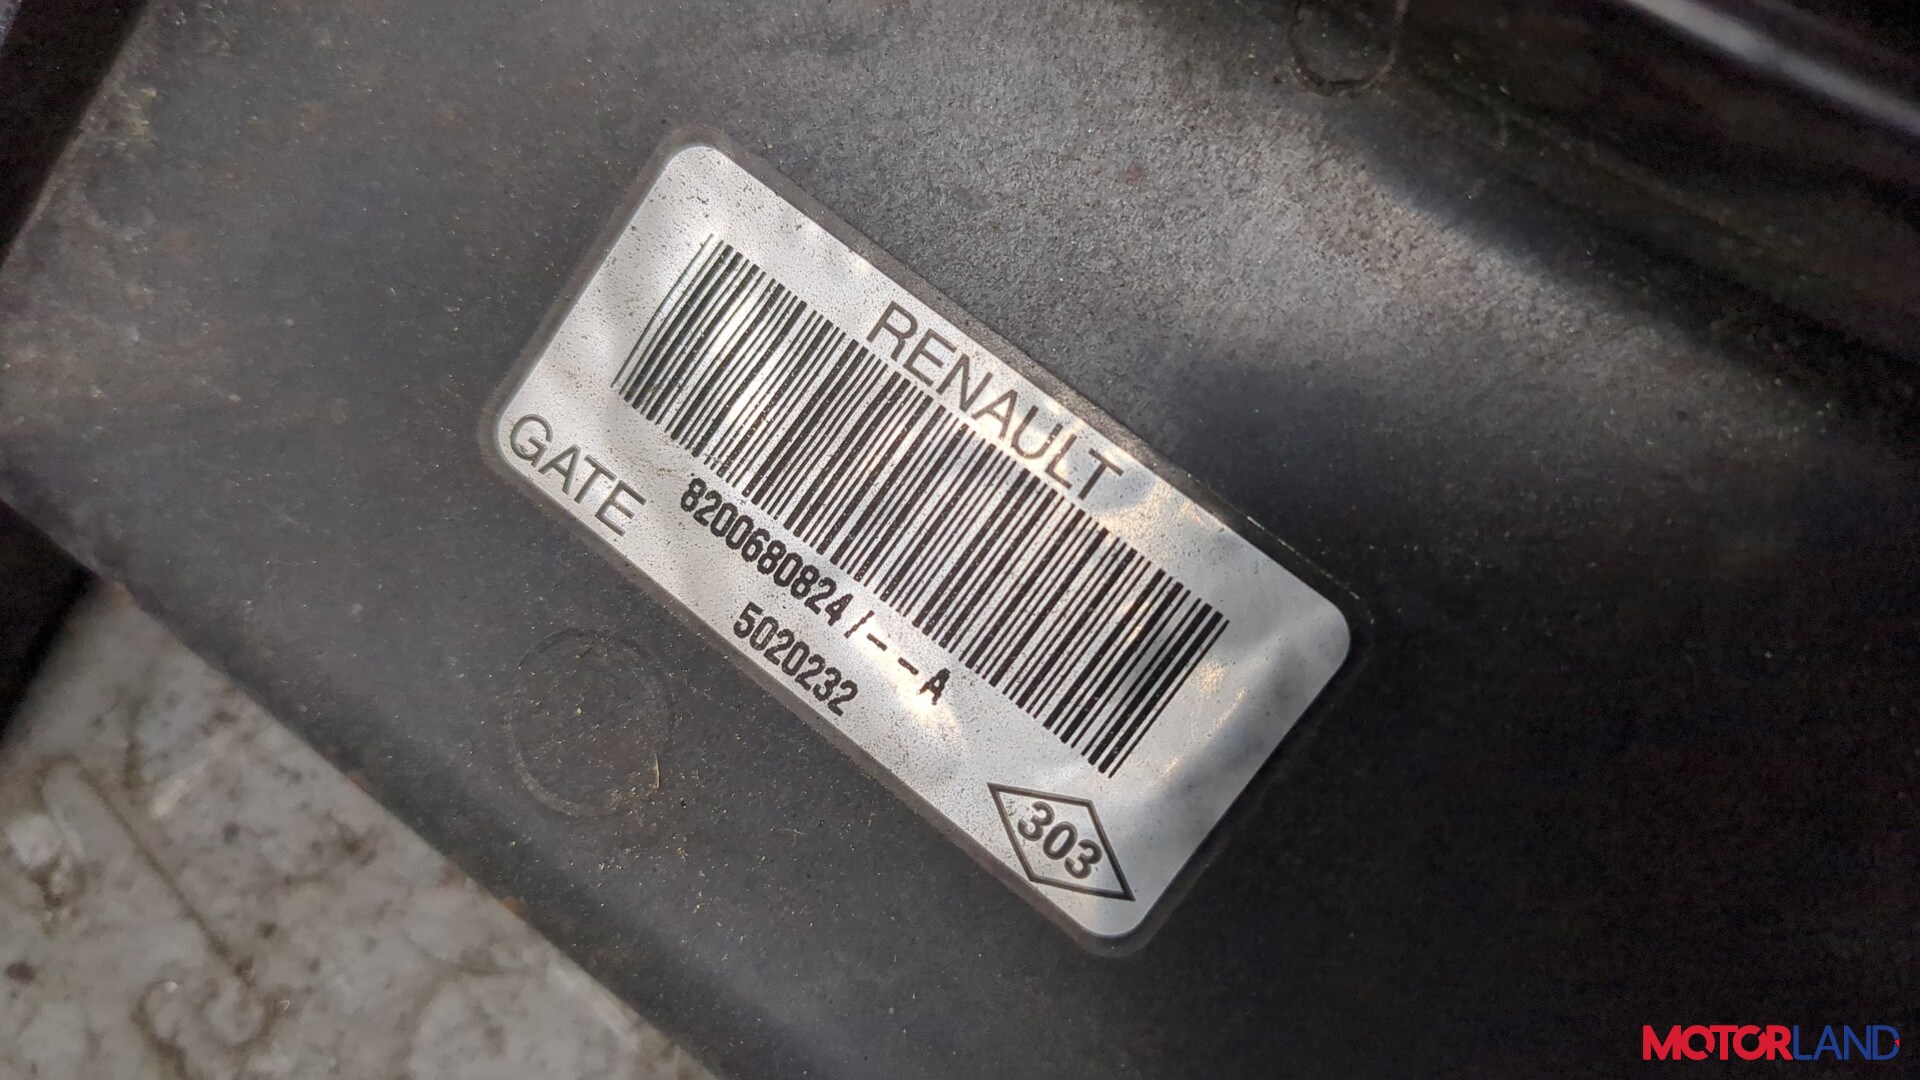 RENAULT
GATE
8200680824 /-- A
5020232
303
MOTORLAND